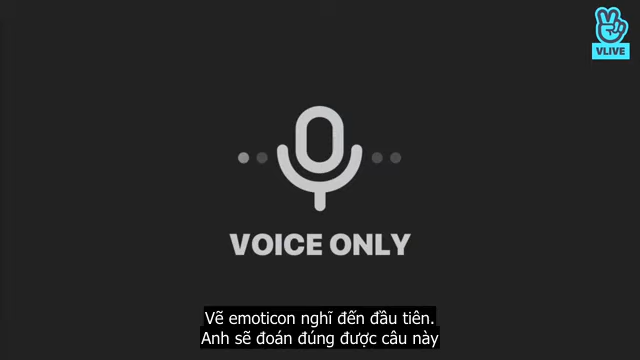 VLIVE
VOICE ONLY
Vẽ emoticon nghĩ đến đầu tiên.
Anh sẽ đoán đúng được câu này